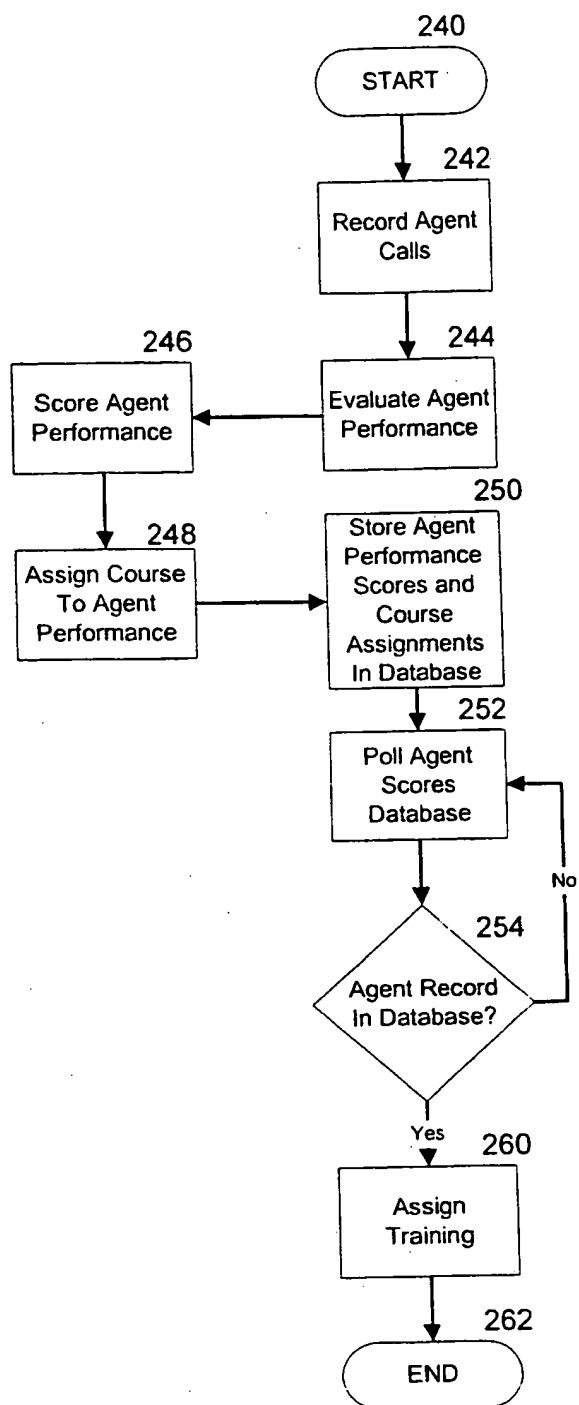 240
START
242
Record Agent
Calls
244
Evaluate Agent
Performance
246
Score Agent
Performance
248
Assign Course
To Agent
Performance
250
Store Agent
Performance
Scores and
Course
Assignments
In Database
252
Poll Agent
Scores
Database
No
254
Agent Record
In Database?
Yes
260
Assign
Training
262
END